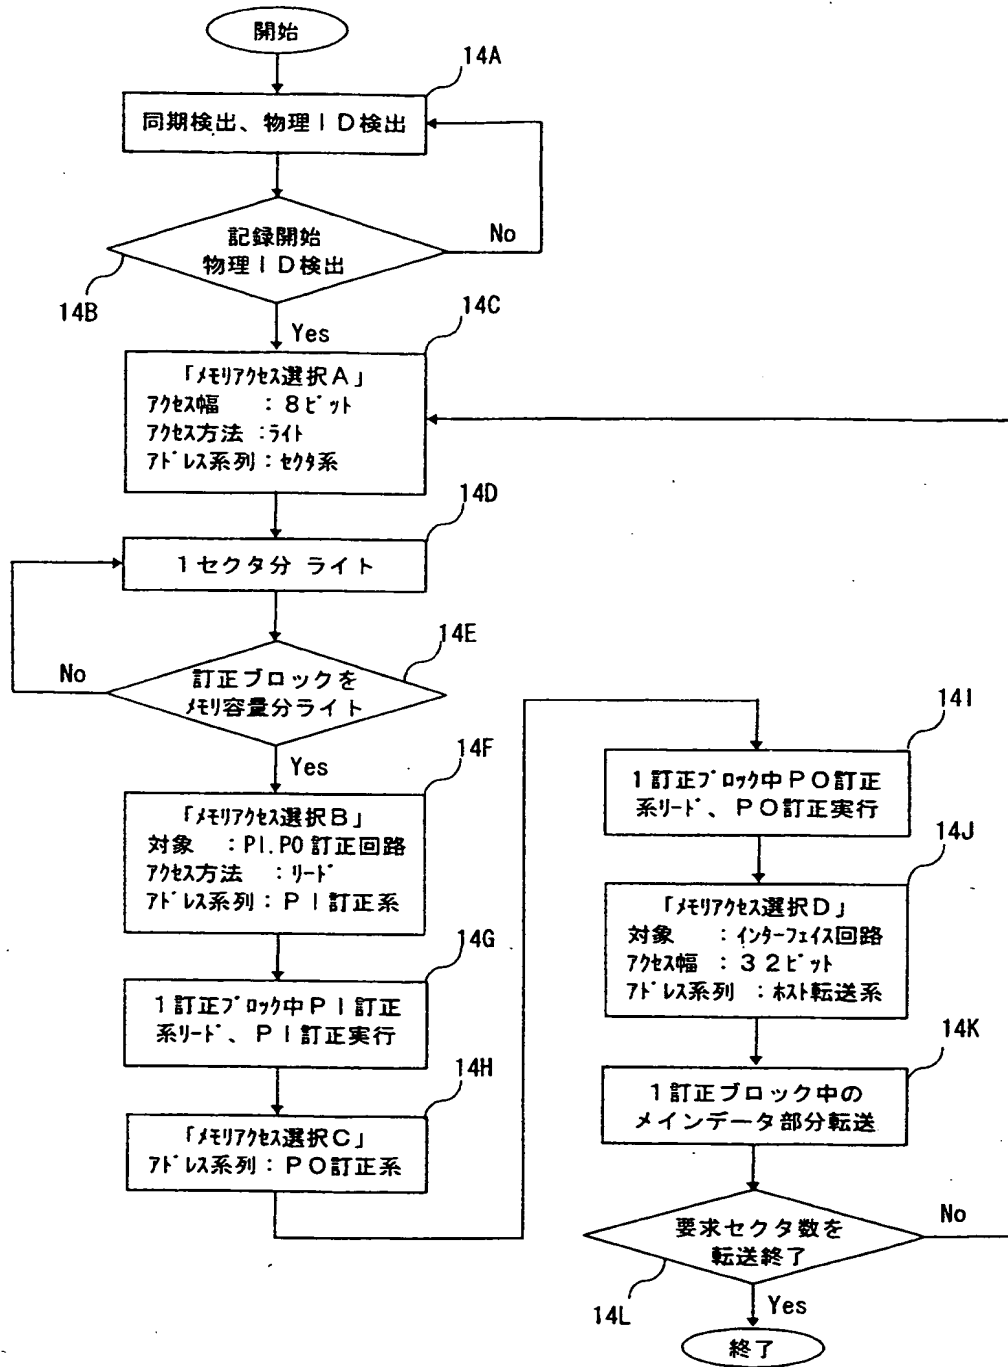 開始
14A
同期検出、物理ＩＤ検出
記録開始
物理ＩＤ検出
No
14B
Yes
14C
「ﾒﾓﾘｱｸｾｽ選択Ａ」
ｱｸｾｽ幅 ：８ﾋﾞｯﾄ
ｱｸｾｽ方法：ﾗｲﾄ
ｱﾄﾞﾚｽ系列：ｾｸﾀ系
14D
１セクタ分 ライト
14E
No
訂正ブロックを
ﾒﾓﾘ容量分ライト
Yes
14F
「ﾒﾓﾘｱｸｾｽ選択Ｂ」
対象 ：PI.PO訂正回路
ｱｸｾｽ方法 ：ﾘｰﾄﾞ
ｱﾄﾞﾚｽ系列：ＰＩ訂正系
14G
１訂正ﾌﾞﾛｯｸ中ＰＩ訂正
系ﾘｰﾄﾞ、ＰＩ訂正実行
14H
「ﾒﾓﾘｱｸｾｽ選択Ｃ」
ｱﾄﾞﾚｽ系列：ＰＯ訂正系
14I
１訂正ﾌﾞﾛｯｸ中ＰＯ訂正
系ﾘｰﾄﾞ、ＰＯ訂正実行
14J
「ﾒﾓﾘｱｸｾｽ選択Ｄ」
対象 ：ｲﾝﾀｰﾌｪｲｽ回路
ｱｸｾｽ幅 ：３２ﾋﾞｯﾄ
ｱﾄﾞﾚｽ系列 ：ﾎｽﾄ転送系
14K
１訂正ブロック中の
メインデータ部分転送
要求セクタ数を
転送終了
No
14L
Yes
終了